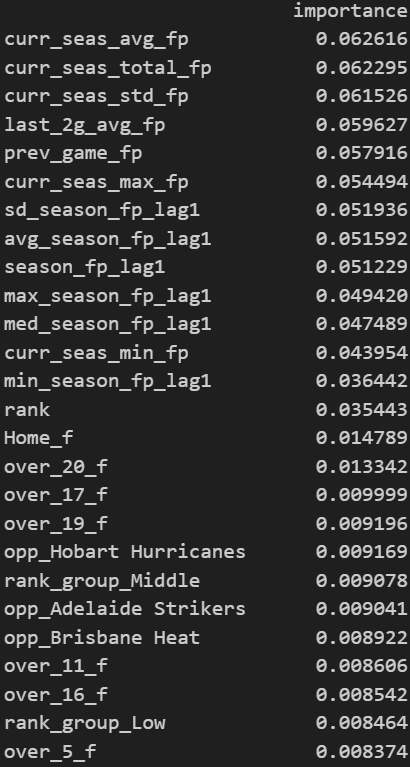 importance
curr_seas_avg_fp 0.062616
curr_seas_total_fp 0.062295
curr_seas_std_fp 0.061526
last_2g_avg_fp 0.059627
prev_game_fp 0.057916
curr_seas_max_fp 0.054494
sd_season_fp_lag1 0.051936
avg_season_fp_lag1 0.051592
season_fp_lag1 0.051229
max_season_fp_lag1 0.049420
med_season_fp_lag1 0.047489
curr_seas_min_fp 0.043954
min_season_fp_lag1 0.036442
rank 0.035443
Home_f 0.014789
over_20_f 0.013342
over_17_f 0.009999
over_19_f 0.009196
opp_Hobart Hurricanes 0.009169
rank_group_Middle 0.009078
opp_Adelaide Strikers 0.009041
opp_Brisbane Heat 0.008922
over_11_f 0.008606
over_16_f 0.008542
rank_group_Low 0.008464
over_5_f 0.008374